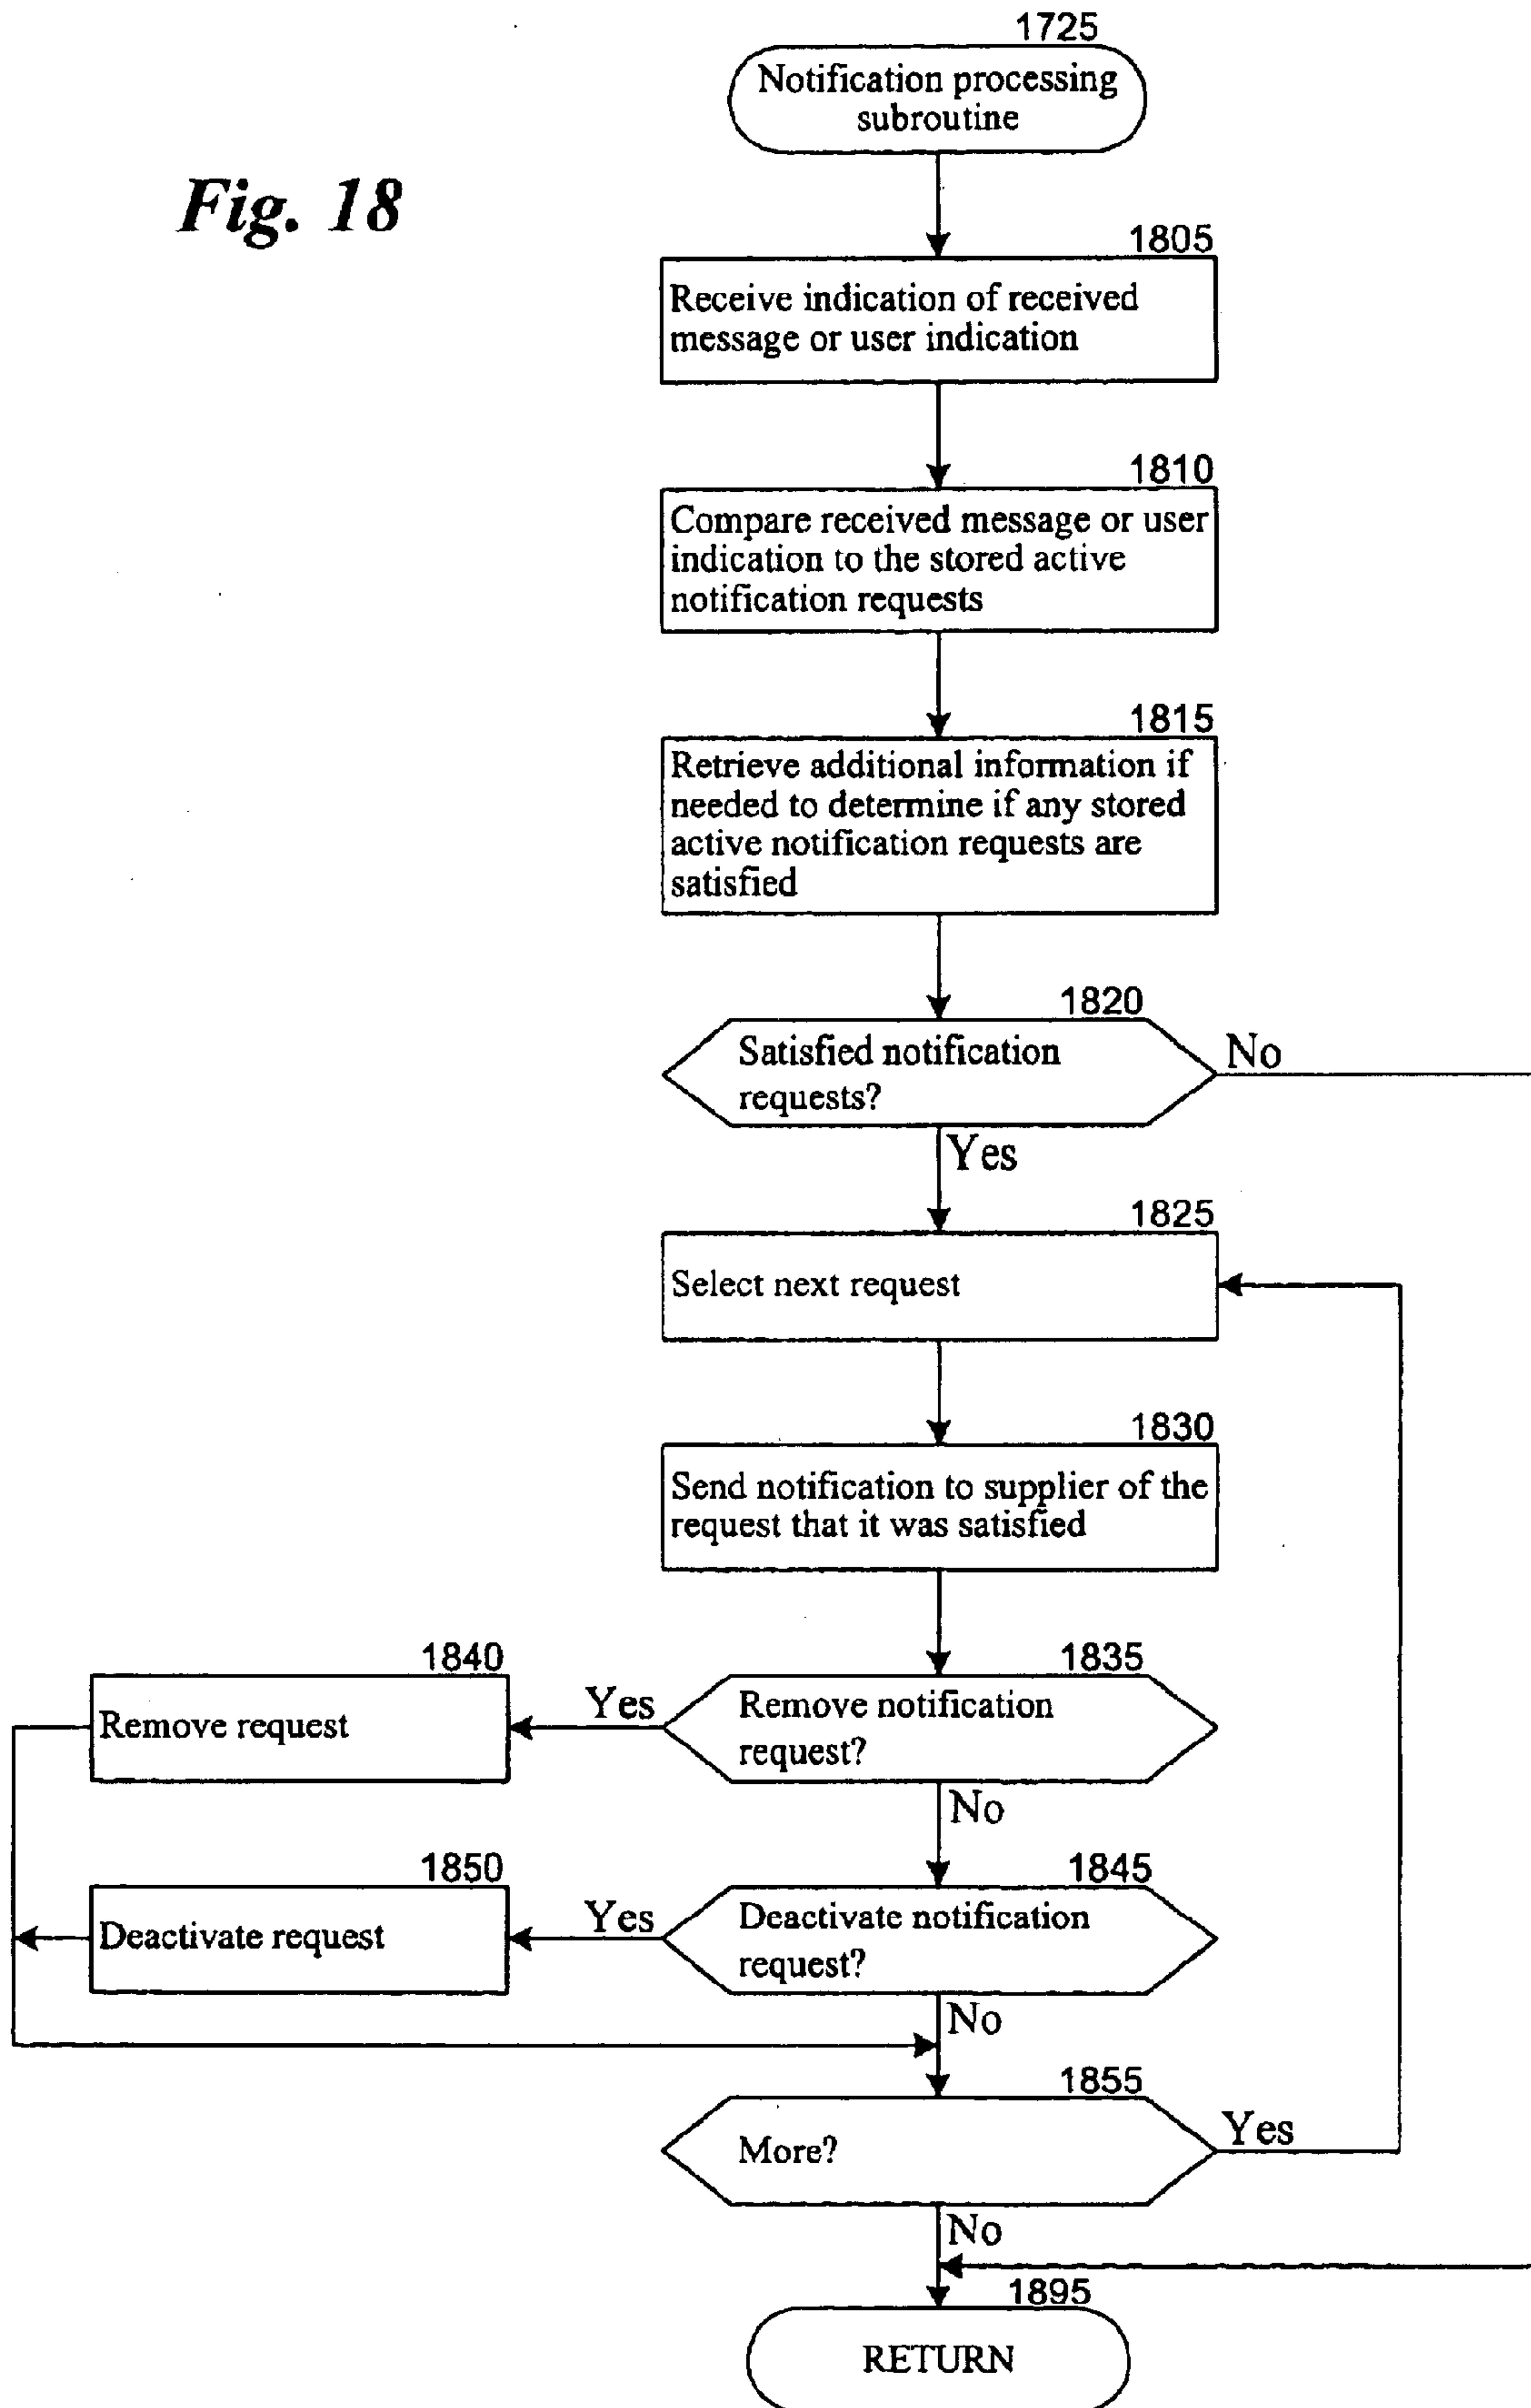 1725
Notification processing
subroutine
Fig. 18
1805
Receive indication of received
message or user indication
1810
Compare received message or user
indication to the stored active
notification requests
1815
Retrieve additional information if
needed to determine if any stored
active notification requests are
satisfied
1820
Satisfied notification
requests?
No
Yes
1825
Select next request
1830
Send notification to supplier of the
request that it was satisfied
1835
Remove notification
request?
Yes
1840
Remove request
No
1845
Deactivate notification
request?
Yes
1850
Deactivate request
No
1855
More?
Yes
No
1895
RETURN